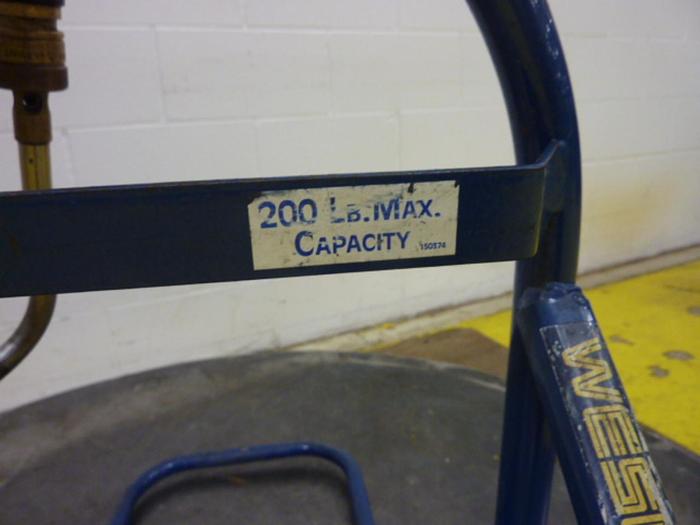 200 LB. MAX.
CAPACITY 150374
WES